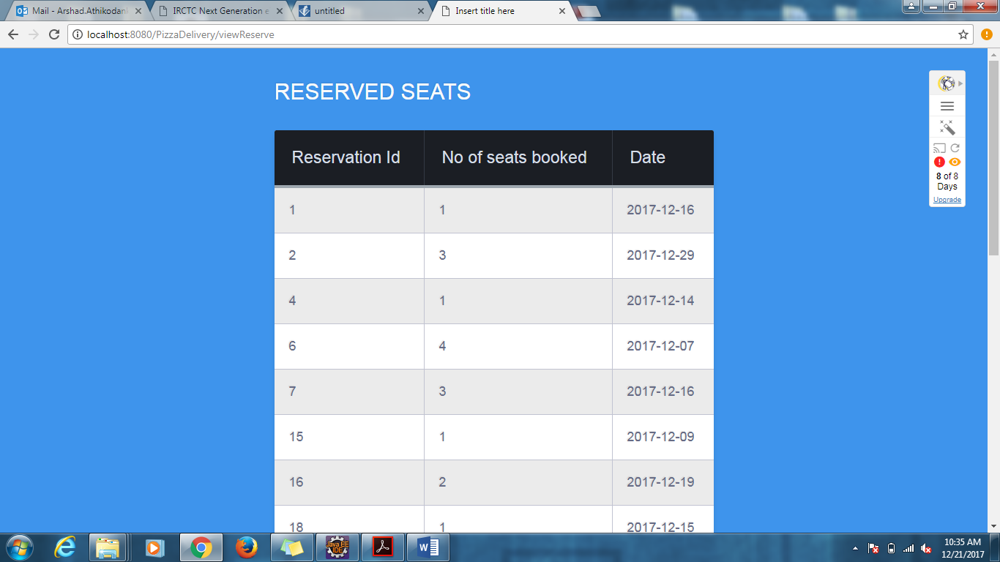 Mail - Arshad.Athikodan
IRCTC Next Generation e
untitled
Insert title here
localhost:8080/PizzaDelivery/viewReserve
RESERVED SEATS
Reservation Id No of seats booked Date
1 1 2017-12-16
2 3 2017-12-29
4 1 2017-12-14
6 4 2017-12-07
7 3 2017-12-16
15 1 2017-12-09
16 2 2017-12-19
18 1 2017-12-15
8 of 8
Days
Upgrade
Java EE
IDE
10:35 AM
12/21/2017